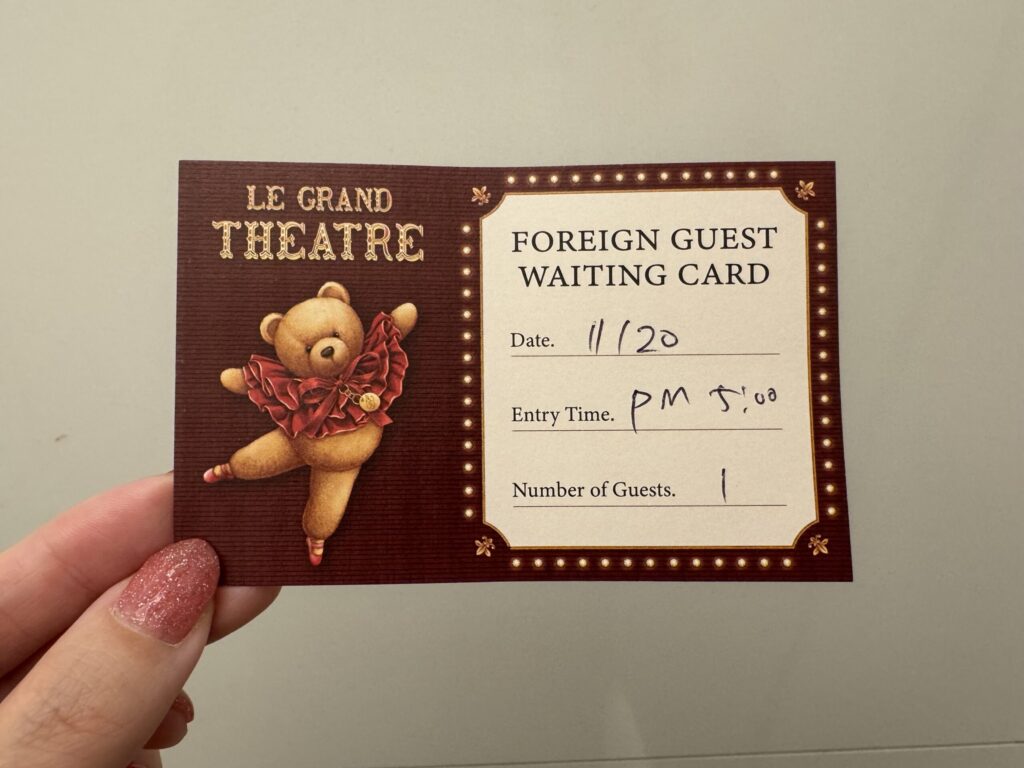 LE GRAND
THEATRE
FOREIGN GUEST
WAITING CARD
Date. 11/20
Entry Time. PM 5:00
Number of Guests. 1